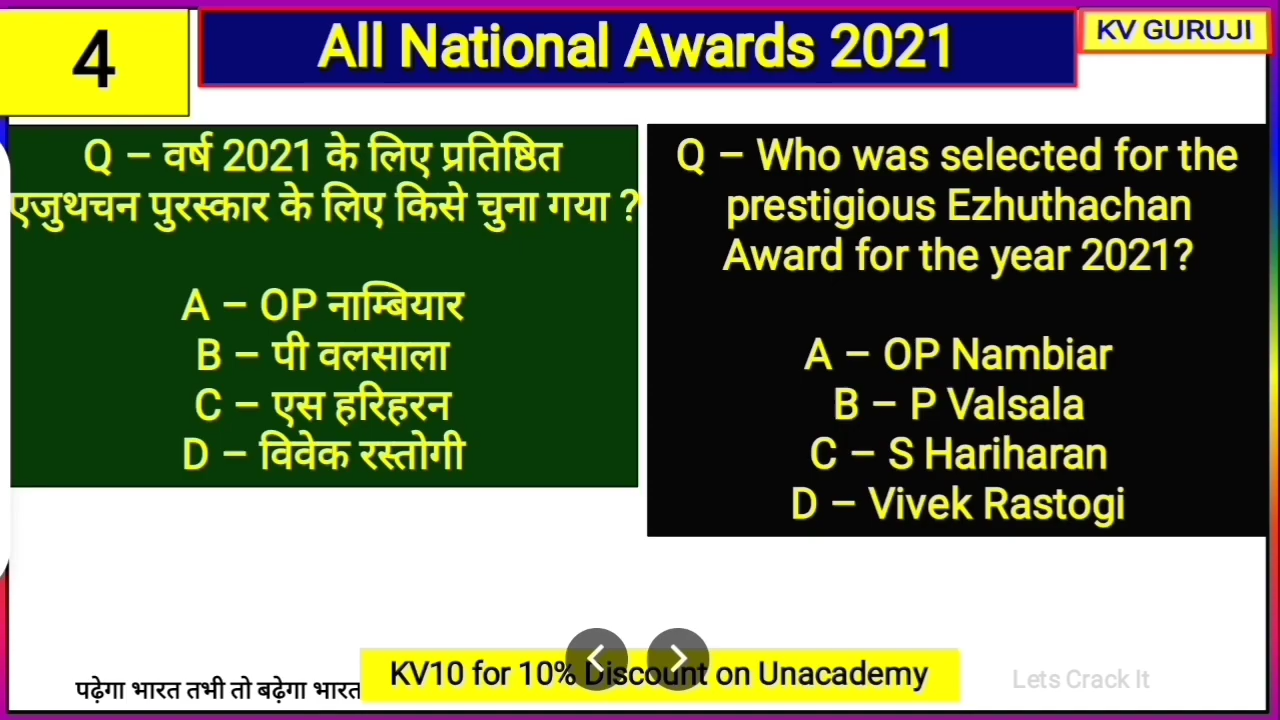 4
All National Awards 2021
KV GURUJI
Q – वर्ष 2021 के लिए प्रतिष्ठित
एजुथचन पुरस्कार के लिए किसे चुना गया ?
A – OP नाम्बियार
B – पी वलसाला
C – एस हरिहरन
D – विवेक रस्तोगी
Q – Who was selected for the
prestigious Ezhuthachan
Award for the year 2021?
A – OP Nambiar
B – P Valsala
C – S Hariharan
D – Vivek Rastogi
पढ़ेगा भारत तभी तो बढ़ेगा भारत
KV10 for 10% Discount on Unacademy
Lets Crack It